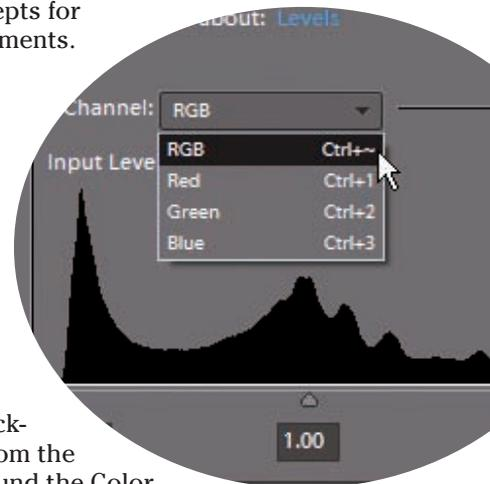 epts for
ments.
about: Levels
Channel: RGB
RGB Ctrl+~
Input Leve
Red Ctrl+1
Green Ctrl+2
Blue Ctrl+3
1.00
ck-
om the
und the Color